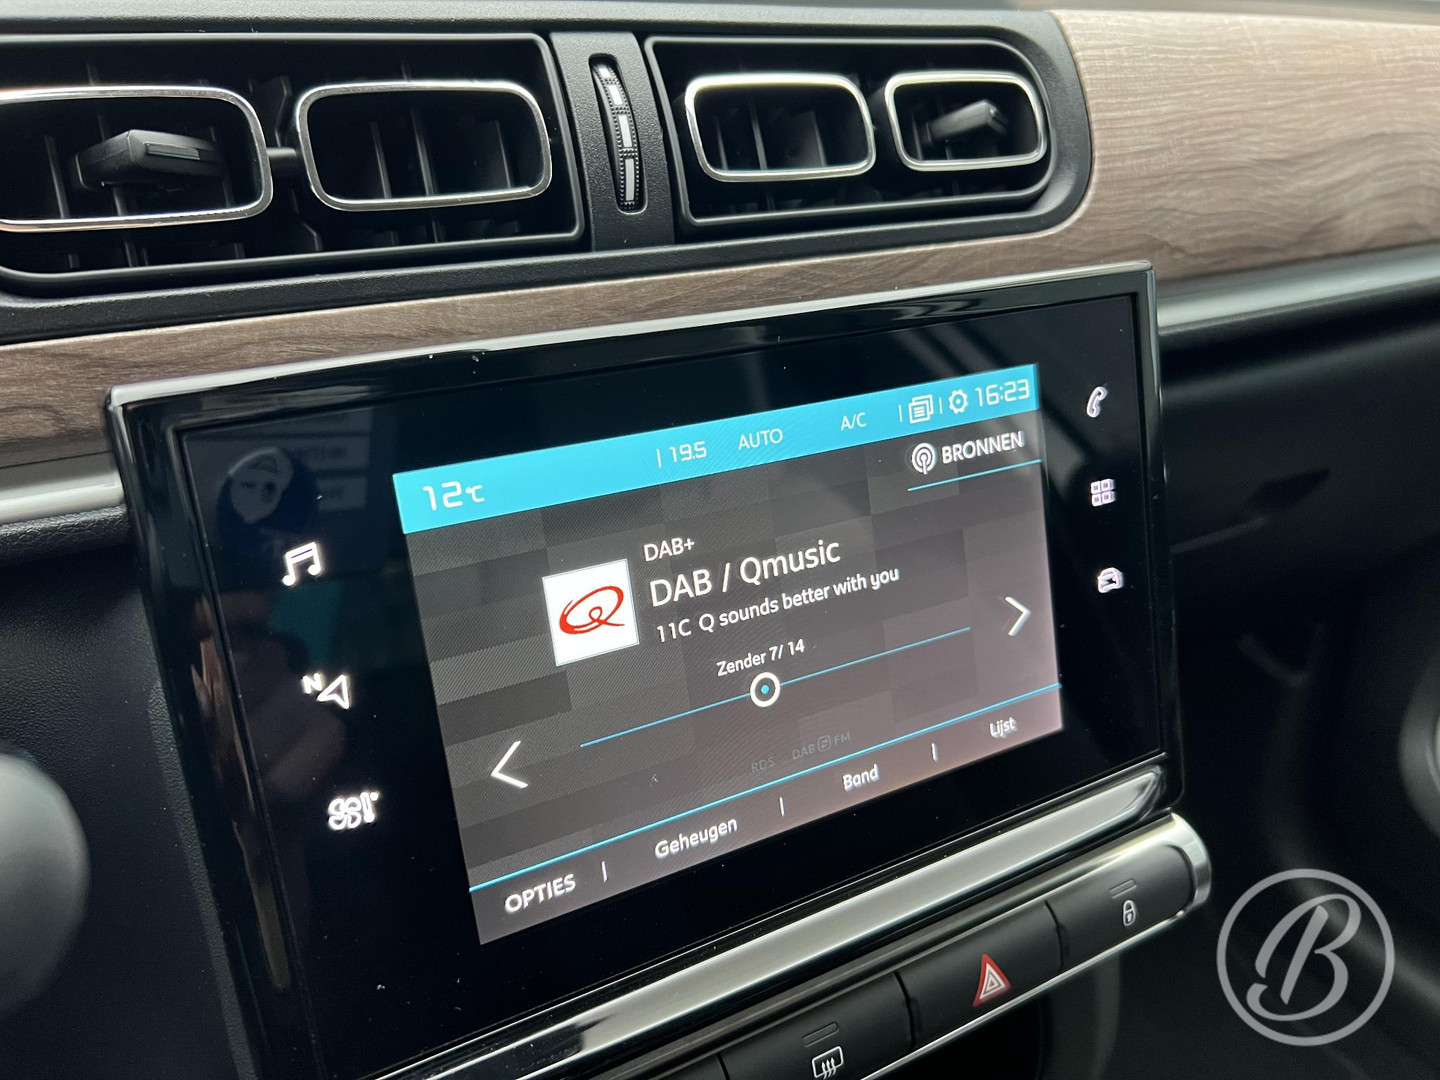 12°C | 19.5 AUTO A/C | | 16:23
BRONNEN
DAB+
DAB / Qmusic
11C Q sounds better with you
Zender 7/ 14
RDS DAB FM
OPTIES | Geheugen | Band | Lijst
N
B